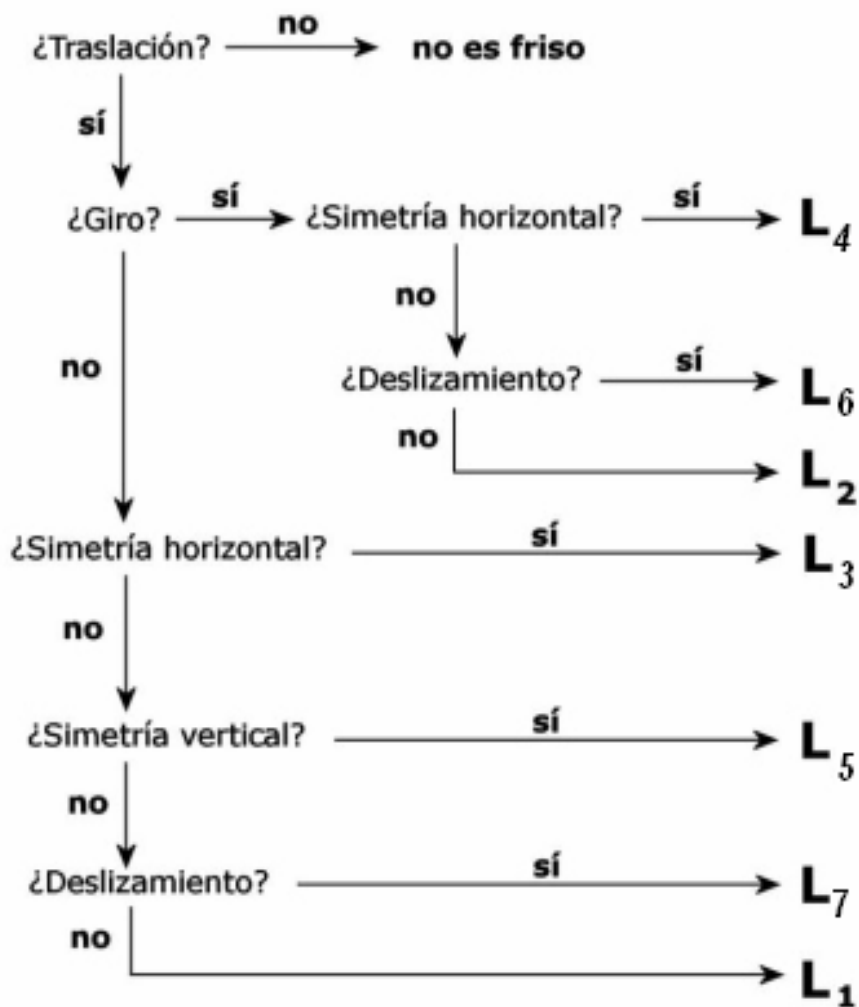 ¿Traslación? no no es friso
sí
¿Giro? sí ¿Simetría horizontal? sí L4
no
no
¿Deslizamiento? sí L6
no
L2
¿Simetría horizontal? sí L3
no
¿Simetría vertical? sí L5
no
¿Deslizamiento? sí L7
no
L1